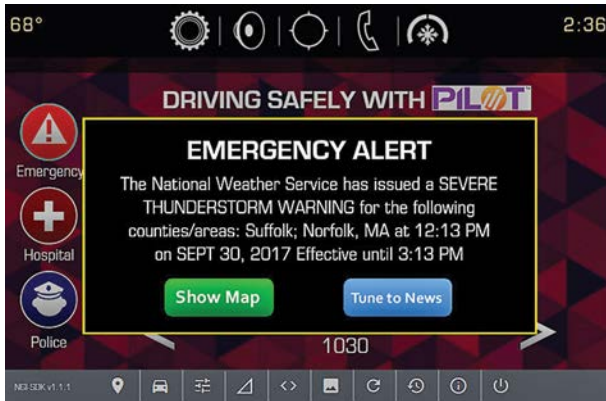 68°
2:36
DRIVING SAFELY WITH PILOT
EMERGENCY ALERT
The National Weather Service has issued a SEVERE
THUNDERSTORM WARNING for the following
counties/areas: Suffolk; Norfolk, MA at 12:13 PM
on SEPT 30, 2017 Effective until 3:13 PM
Show Map
Tune to News
Emergency
Hospital
Police
1030
NGI SDK v1.1.1